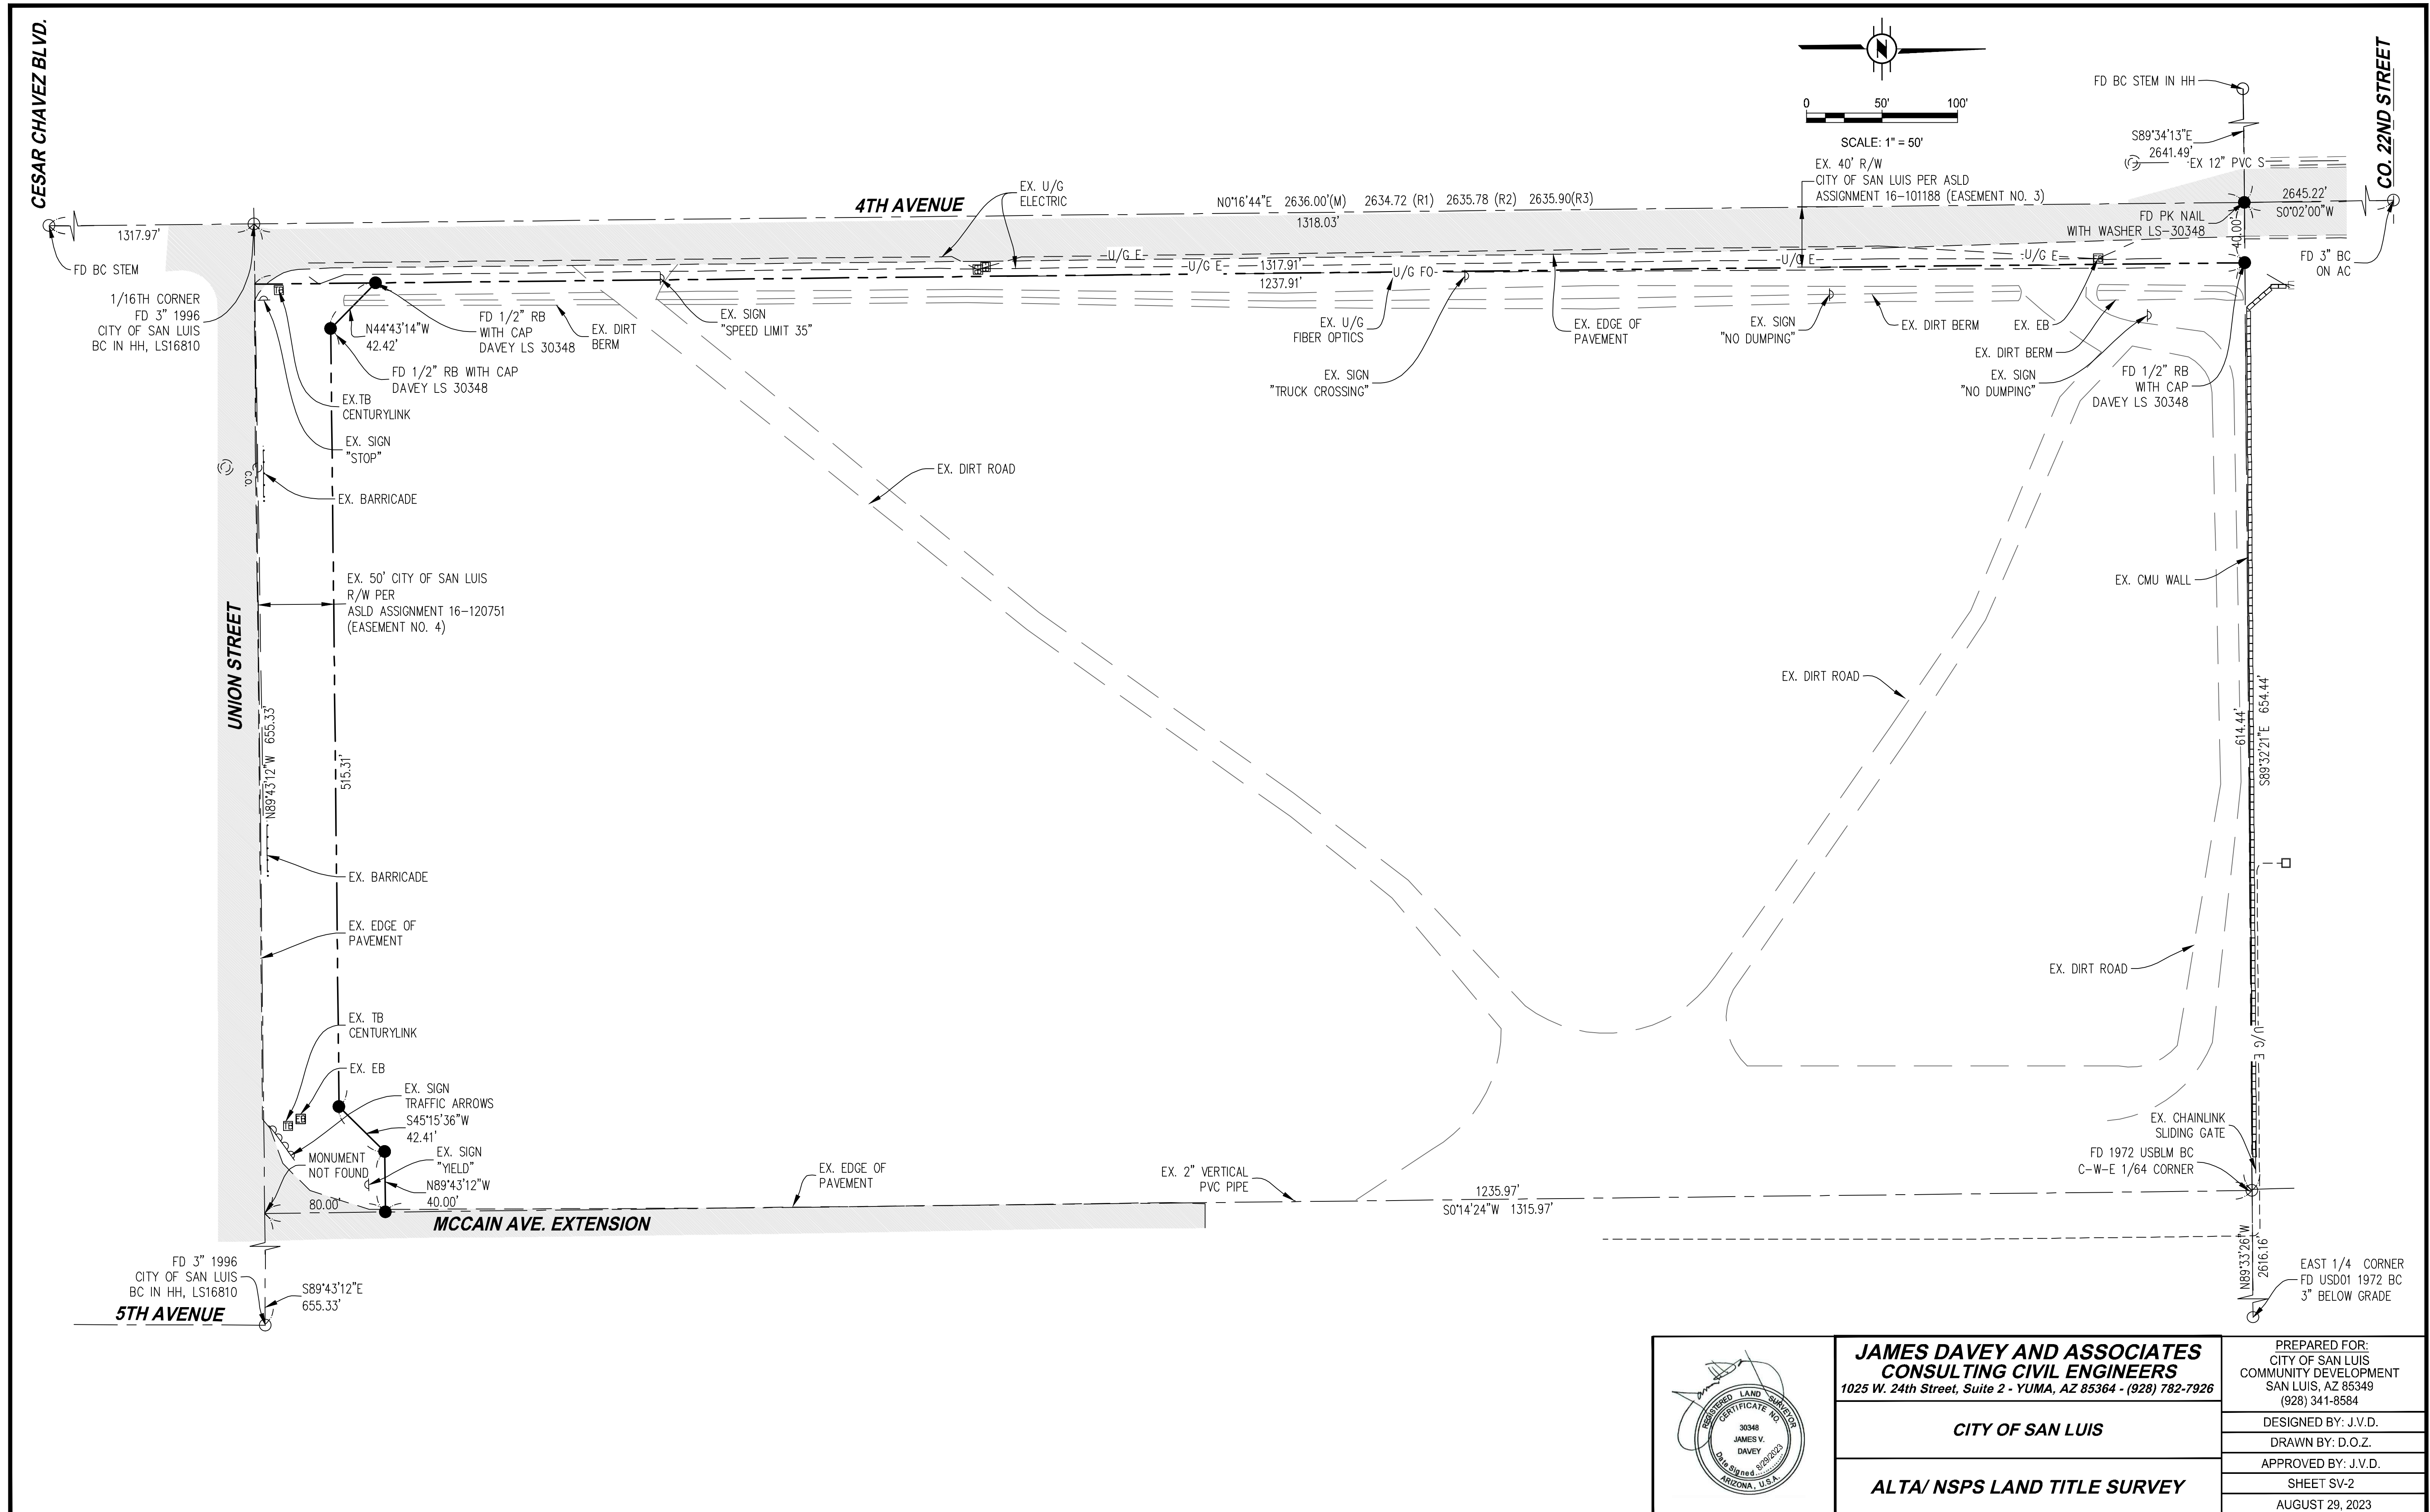 CESAR CHAVEZ BLVD.
FD BC STEM
1317.97'
1/16TH CORNER
FD 3" 1996
CITY OF SAN LUIS
BC IN HH, LS16810
4TH AVENUE
EX. U/G
ELECTRIC
N0°16'44"E 2636.00'(M) 2634.72 (R1) 2635.78 (R2) 2635.90(R3)
1318.03'
N
0 50' 100'
SCALE: 1" = 50'
EX. 40' R/W
CITY OF SAN LUIS PER ASLD
ASSIGNMENT 16-101188 (EASEMENT NO. 3)
FD BC STEM IN HH
S89°34'13"E
2641.49'
EX 12" PVC S
CO. 22ND STREET
2645.22'
S0°02'00"W
FD PK NAIL
WITH WASHER LS-30348
40.00'
FD 3" BC
ON AC
U/G E
U/G E
1317.91'
1237.91'
U/G FO
U/G E
U/G E
EB
TB
N44°43'14"W
42.42'
FD 1/2" RB
WITH CAP
DAVEY LS 30348
EX. DIRT
BERM
EX. SIGN
"SPEED LIMIT 35"
EX. U/G
FIBER OPTICS
EX. SIGN
"TRUCK CROSSING"
EX. EDGE OF
PAVEMENT
EX. SIGN
"NO DUMPING"
EX. DIRT BERM
EX. EB
EX. DIRT BERM
EX. SIGN
"NO DUMPING"
FD 1/2" RB
WITH CAP
DAVEY LS 30348
FD 1/2" RB WITH CAP
DAVEY LS 30348
EX.TB
CENTURYLINK
EX. SIGN
"STOP"
C.O.
EX. BARRICADE
EX. DIRT ROAD
EX. 50' CITY OF SAN LUIS
R/W PER
ASLD ASSIGNMENT 16-120751
(EASEMENT NO. 4)
EX. CMU WALL
UNION STREET
N89°43'12"W 655.33'
515.31'
EX. DIRT ROAD
614.44'
S89°32'21"E 654.44'
EX. BARRICADE
EX. EDGE OF
PAVEMENT
EX. DIRT ROAD
EX. TB
CENTURYLINK
EX. EB
TB
EB
EX. SIGN
TRAFFIC ARROWS
S45°15'36"W
42.41'
U/G E
EX. CHAINLINK
SLIDING GATE
FD 1972 USBLM BC
C-W-E 1/64 CORNER
MONUMENT
NOT FOUND
EX. SIGN
"YIELD"
N89°43'12"W
40.00'
80.00'
EX. EDGE OF
PAVEMENT
EX. 2" VERTICAL
PVC PIPE
1235.97'
S0°14'24"W 1315.97'
MCCAIN AVE. EXTENSION
FD 3" 1996
CITY OF SAN LUIS
BC IN HH, LS16810
S89°43'12"E
655.33'
5TH AVENUE
N89°33'26"W
2616.16'
EAST 1/4 CORNER
FD USD01 1972 BC
3" BELOW GRADE
REGISTERED LAND SURVEYOR
CERTIFICATE NO.
30348
JAMES V.
DAVEY
Date Signed 8/29/2023
ARIZONA, U.S.A.
JAMES DAVEY AND ASSOCIATES
CONSULTING CIVIL ENGINEERS
1025 W. 24th Street, Suite 2 - YUMA, AZ 85364 - (928) 782-7926
CITY OF SAN LUIS
ALTA/ NSPS LAND TITLE SURVEY
PREPARED FOR:
CITY OF SAN LUIS
COMMUNITY DEVELOPMENT
SAN LUIS, AZ 85349
(928) 341-8584
DESIGNED BY: J.V.D.
DRAWN BY: D.O.Z.
APPROVED BY: J.V.D.
SHEET SV-2
AUGUST 29, 2023